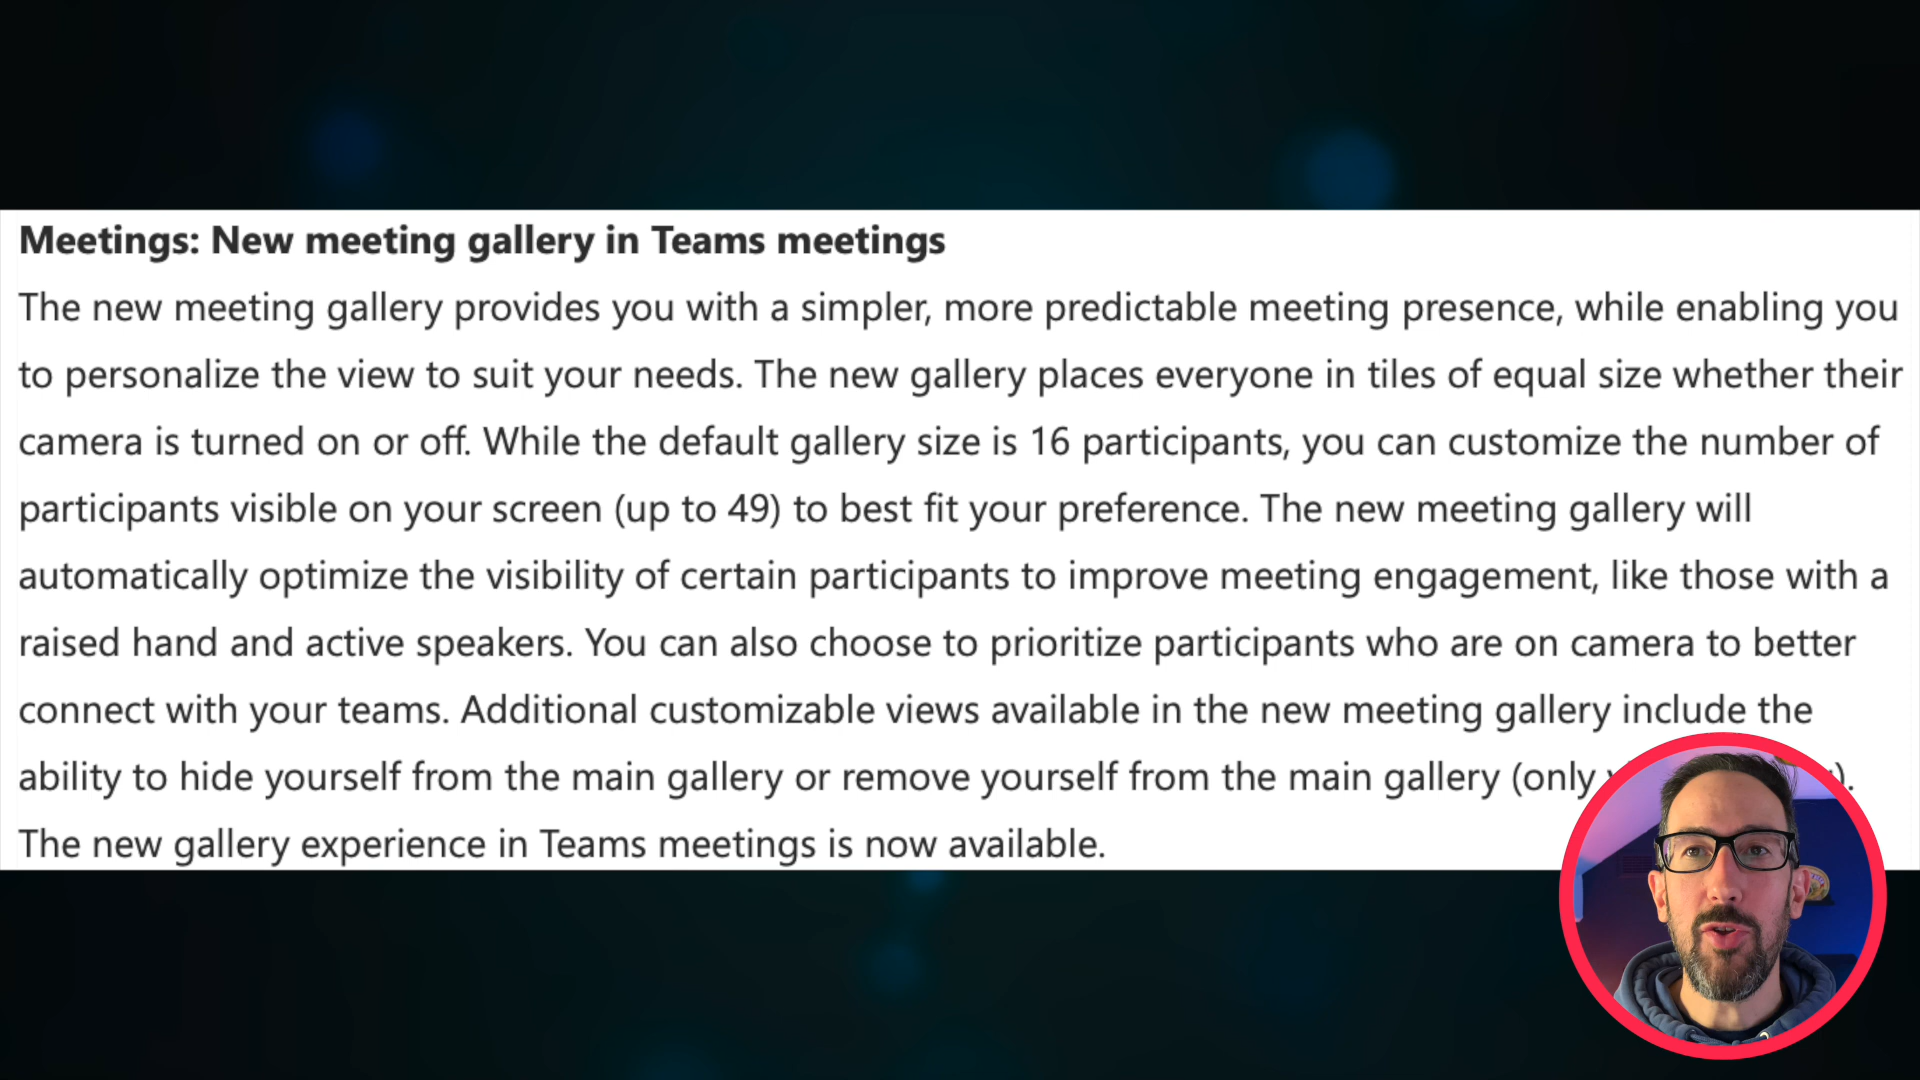 Meetings: New meeting gallery in Teams meetings
The new meeting gallery provides you with a simpler, more predictable meeting presence, while enabling you
to personalize the view to suit your needs. The new gallery places everyone in tiles of equal size whether their
camera is turned on or off. While the default gallery size is 16 participants, you can customize the number of
participants visible on your screen (up to 49) to best fit your preference. The new meeting gallery will
automatically optimize the visibility of certain participants to improve meeting engagement, like those with a
raised hand and active speakers. You can also choose to prioritize participants who are on camera to better
connect with your teams. Additional customizable views available in the new meeting gallery include the
ability to hide yourself from the main gallery or remove yourself from the main gallery (only ).
The new gallery experience in Teams meetings is now available.